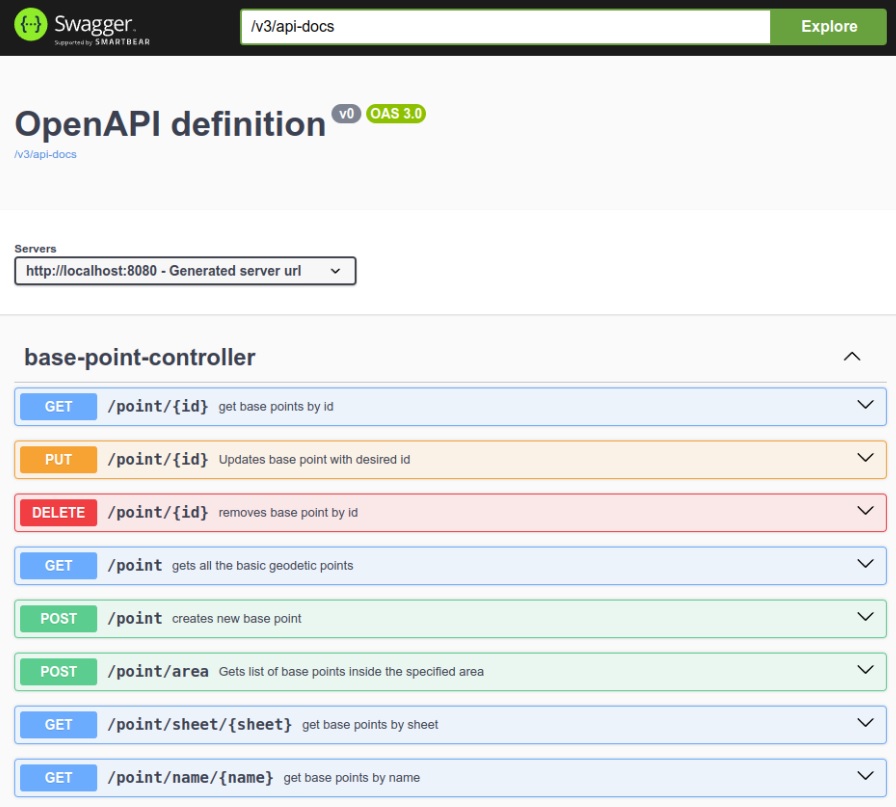 {···} Swagger.
Supported by SMARTBEAR
/v3/api-docs
Explore
OpenAPI definition v0 OAS 3.0
/v3/api-docs
Servers
http://localhost:8080 - Generated server url
base-point-controller
GET /point/{id} get base points by id
PUT /point/{id} Updates base point with desired id
DELETE /point/{id} removes base point by id
GET /point gets all the basic geodetic points
POST /point creates new base point
POST /point/area Gets list of base points inside the specified area
GET /point/sheet/{sheet} get base points by sheet
GET /point/name/{name} get base points by name